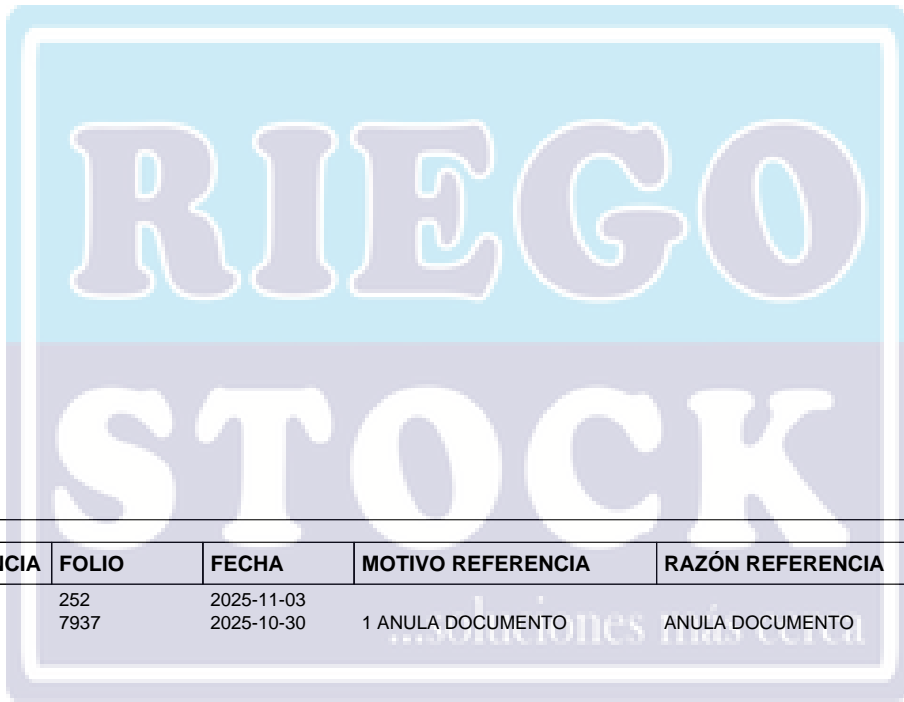 RIEGO
STOCK
NCIA FOLIO FECHA MOTIVO REFERENCIA RAZÓN REFERENCIA
252 2025-11-03
7937 2025-10-30 1 ANULA DOCUMENTO ANULA DOCUMENTO
...soluciones más cerca